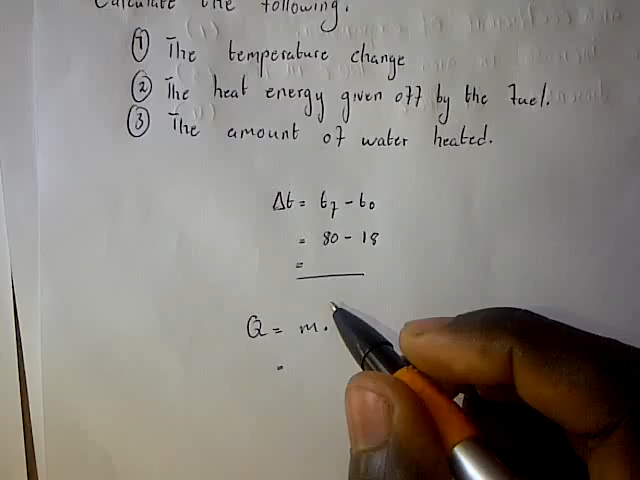 Calculate the following.
① The temperature change
② The heat energy given off by the fuel.
③ The amount of water heated.
Δt = t₇ - t₀
= 80 - 18
=
Q = m.
=